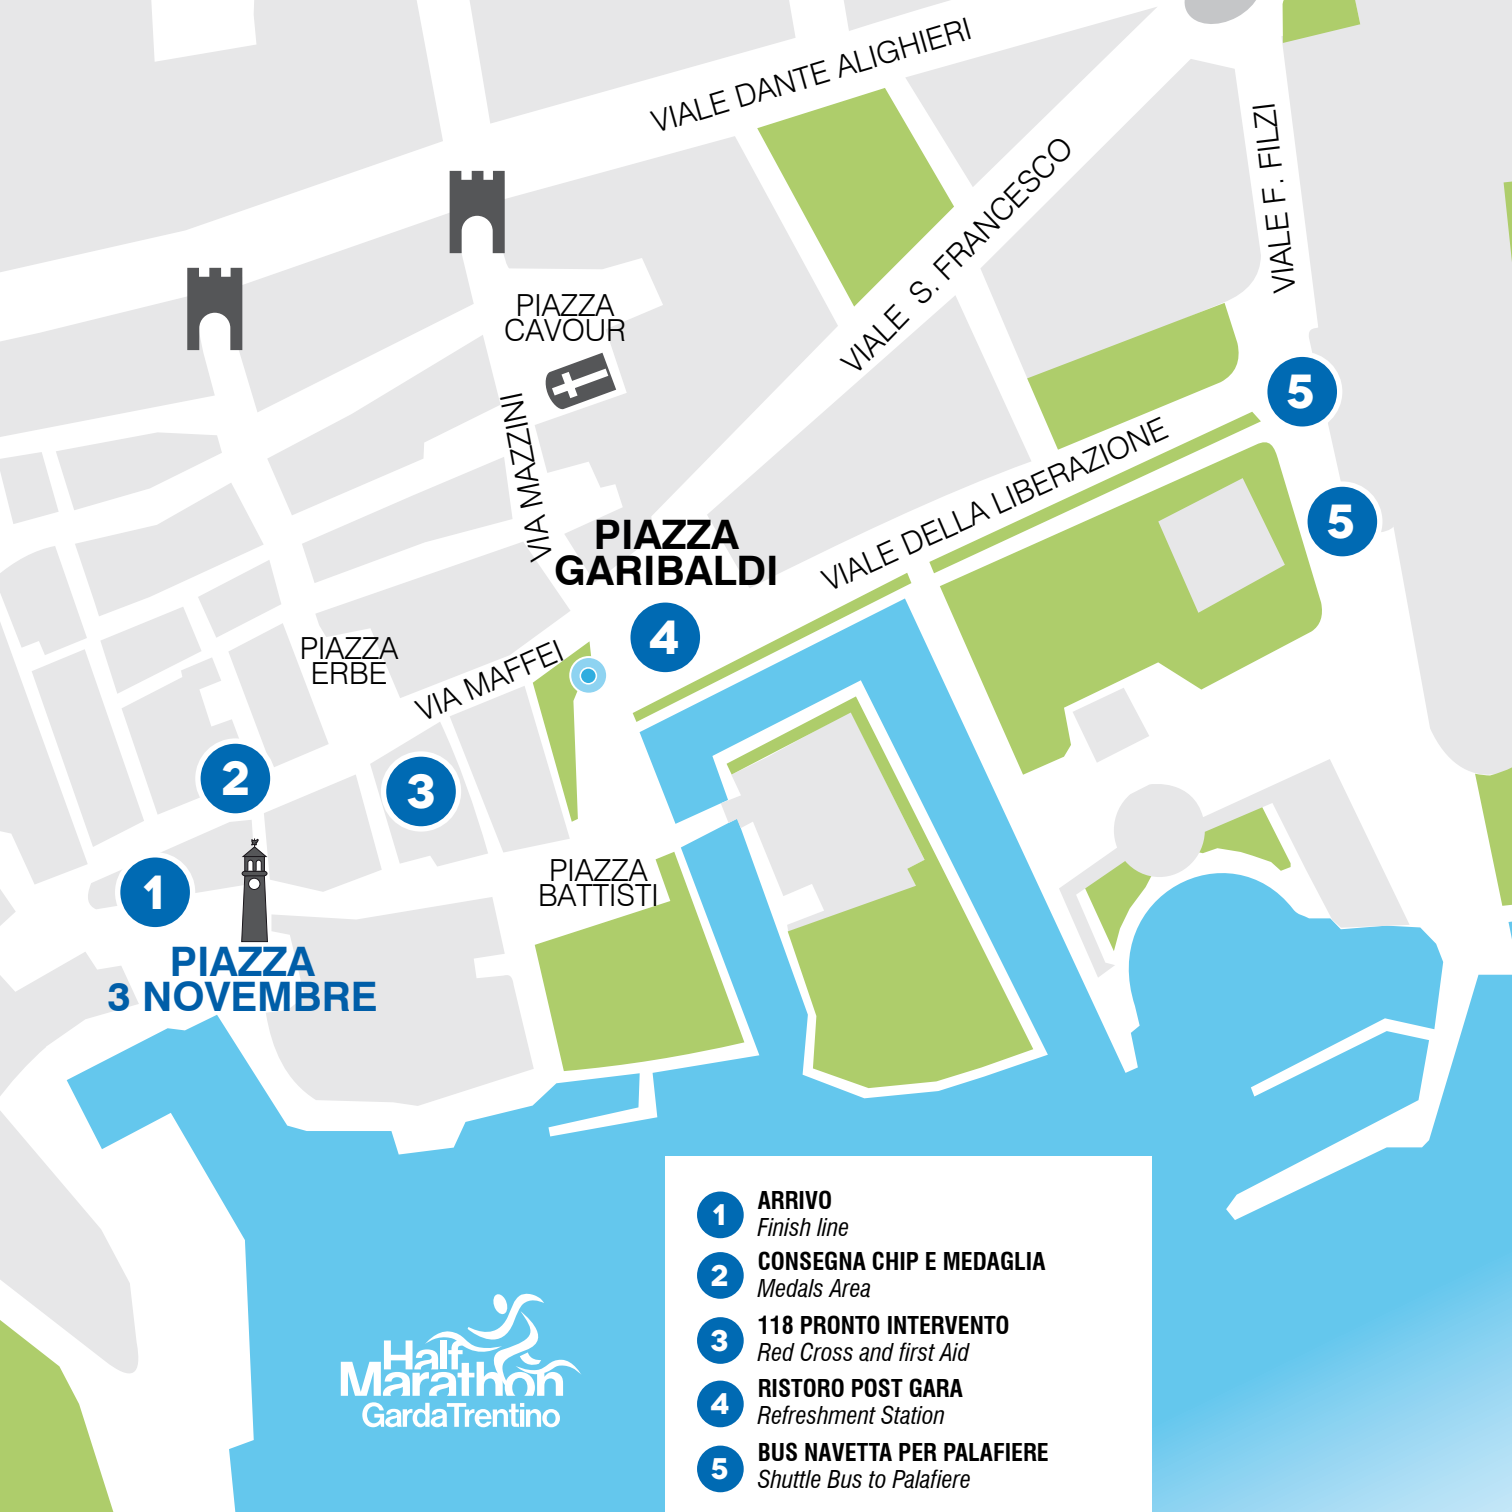 VIALE DANTE ALIGHIERI
VIALE S. FRANCESCO
VIALE F. FILZI
PIAZZA
CAVOUR
VIA MAZZINI
5
VIALE DELLA LIBERAZIONE
5
PIAZZA
GARIBALDI
4
PIAZZA
ERBE
VIA MAFFEI
2
3
1
PIAZZA
BATTISTI
PIAZZA
3 NOVEMBRE
1
ARRIVO
Finish line
2
CONSEGNA CHIP E MEDAGLIA
Medals Area
3
118 PRONTO INTERVENTO
Red Cross and first Aid
4
RISTORO POST GARA
Refreshment Station
5
BUS NAVETTA PER PALAFIERE
Shuttle Bus to Palafiere
Half
Marathon
GardaTrentino